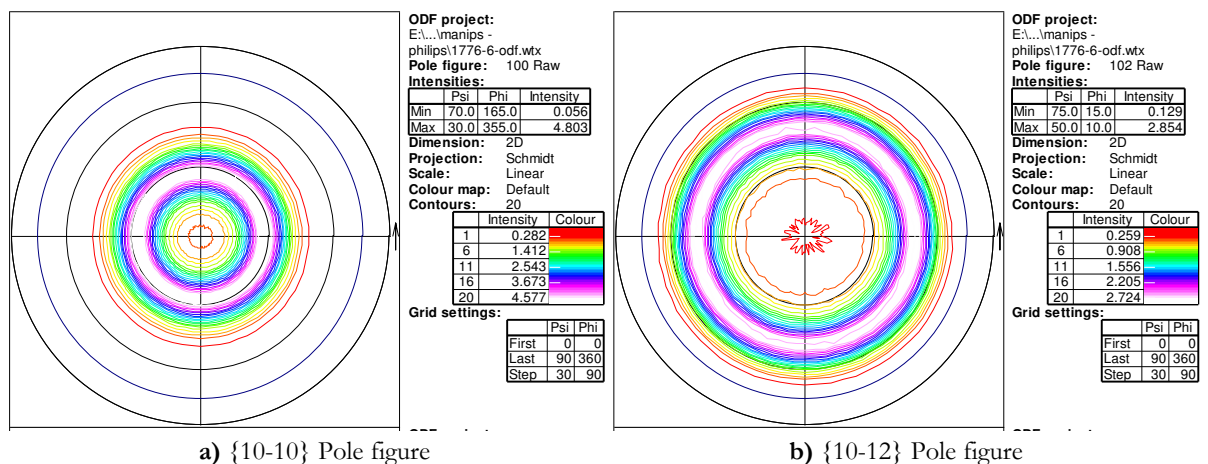 ODF project:
E:\...\manips -
philips\1776-6-odf.wtx
Pole figure: 100 Raw
Intensities:
Psi Phi Intensity
Min 70.0 165.0 0.056
Max 30.0 355.0 4.803
Dimension: 2D
Projection: Schmidt
Scale: Linear
Colour map: Default
Contours: 20
Intensity Colour
1 0.282
6 1.412
11 2.543
16 3.673
20 4.577
Grid settings:
Psi Phi
First 0 0
Last 90 360
Step 30 90
a) {10-10} Pole figure
ODF project:
E:\...\manips -
philips\1776-6-odf.wtx
Pole figure: 102 Raw
Intensities:
Psi Phi Intensity
Min 75.0 15.0 0.129
Max 50.0 10.0 2.854
Dimension: 2D
Projection: Schmidt
Scale: Linear
Colour map: Default
Contours: 20
Intensity Colour
1 0.259
6 0.908
11 1.556
16 2.205
20 2.724
Grid settings:
Psi Phi
First 0 0
Last 90 360
Step 30 90
b) {10-12} Pole figure